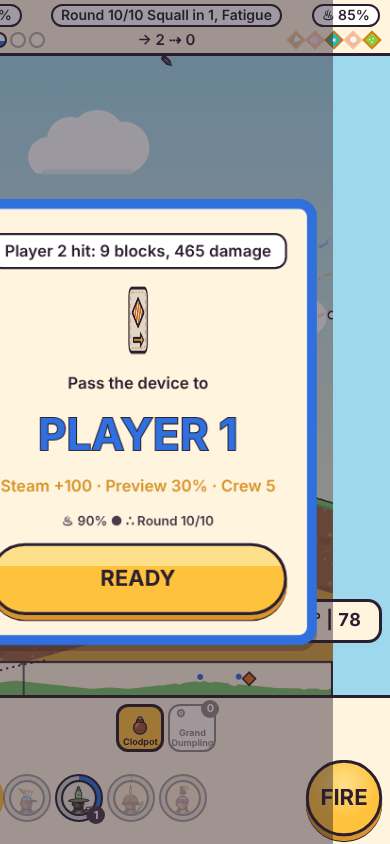 %
Round 10/10 Squall in 1, Fatigue
♨ 85%
→ 2 ⇢ 0
Player 2 hit: 9 blocks, 465 damage
Pass the device to
PLAYER 1
Steam +100 · Preview 30% · Crew 5
♨ 90% ● ∴ Round 10/10
READY
° | 78
Clodpot
0
Grand
Dumpling
1
FIRE